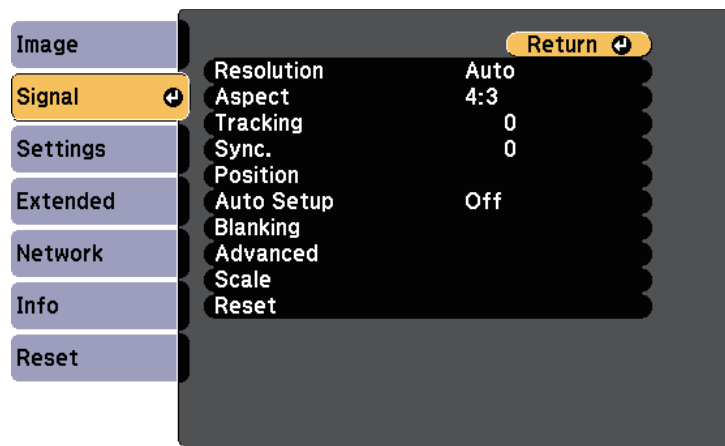 Image
Signal
Settings
Extended
Network
Info
Reset
Return
Resolution Auto
Aspect 4:3
Tracking 0
Sync. 0
Position
Auto Setup Off
Blanking
Advanced
Scale
Reset